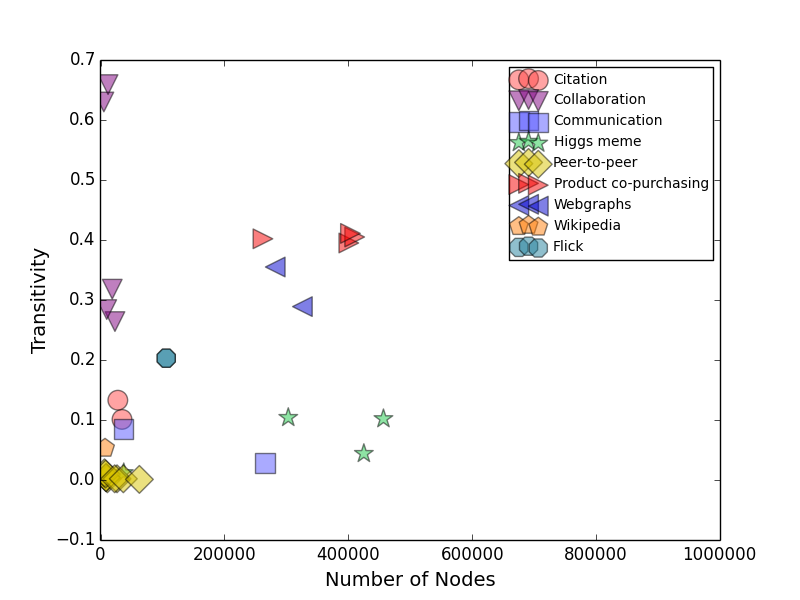 0.7
0.6
0.5
0.4
0.3
0.2
0.1
0.0
−0.1
Transitivity
0
200000
400000
600000
800000
1000000
Number of Nodes
Citation
Collaboration
Communication
Higgs meme
Peer-to-peer
Product co-purchasing
Webgraphs
Wikipedia
Flick